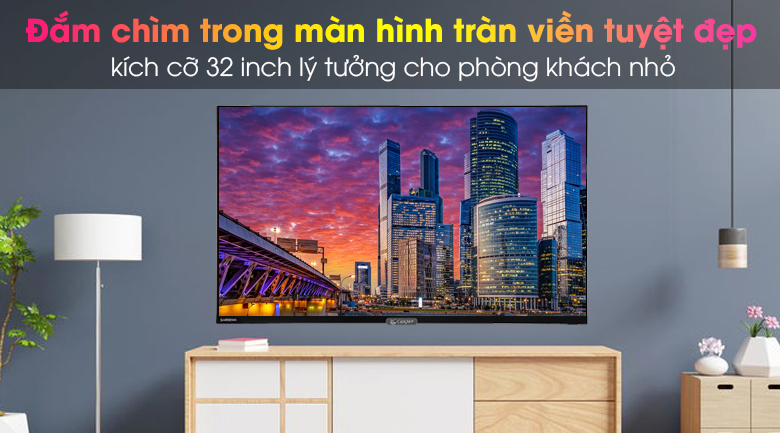 Đắm chìm trong màn hình tràn viền tuyệt đẹp
kích cỡ 32 inch lý tưởng cho phòng khách nhỏ